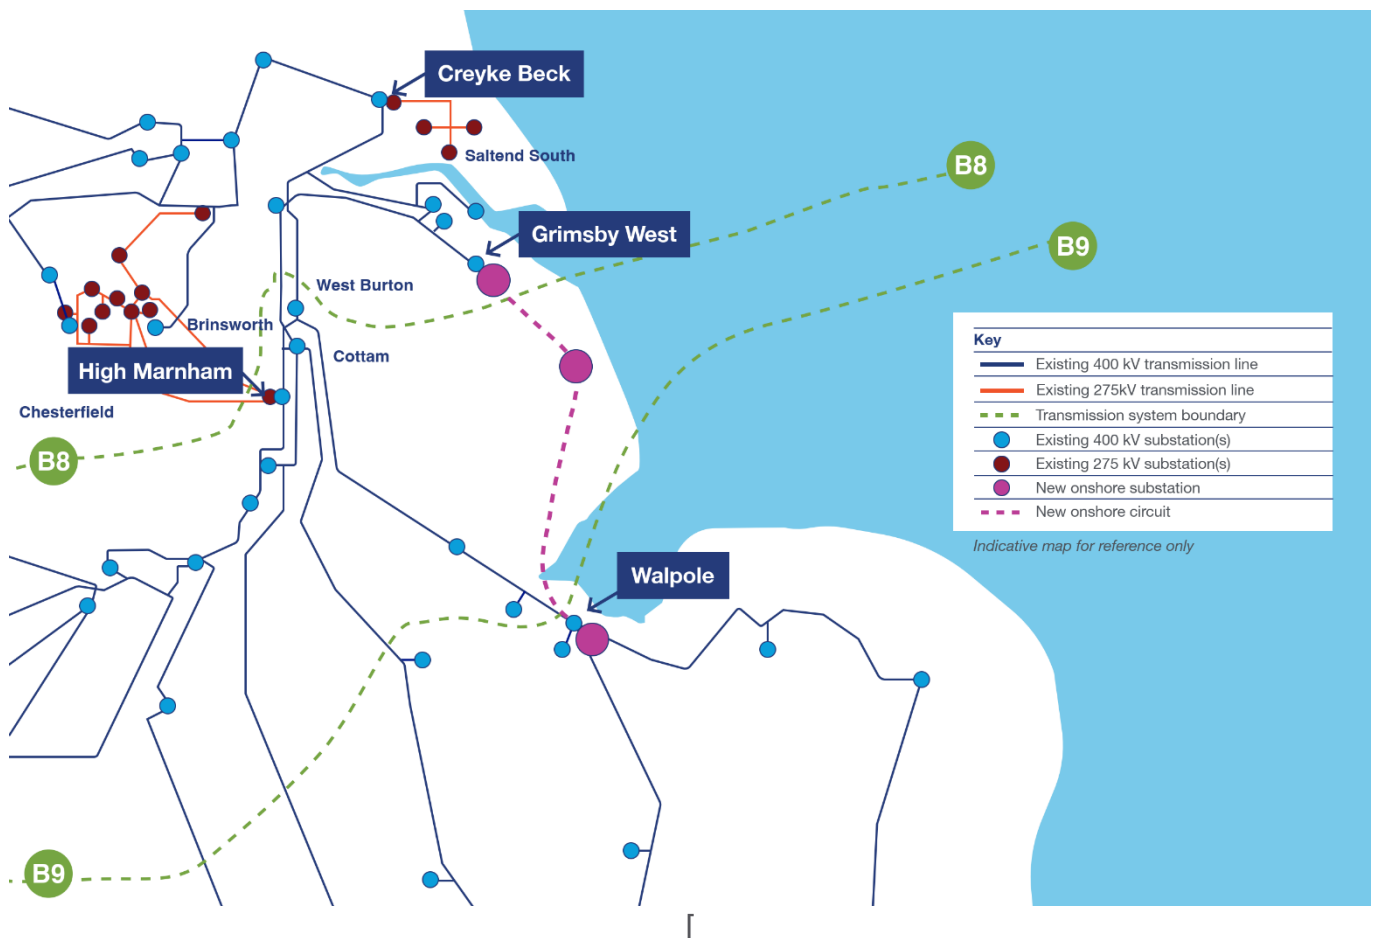 Creyke Beck
Saltend South
B8
Grimsby West
B9
West Burton
Brinsworth
Cottam
High Marnham
Chesterfield
B8
Key
Existing 400 kV transmission line
Existing 275kV transmission line
Transmission system boundary
Existing 400 kV substation(s)
Existing 275 kV substation(s)
New onshore substation
New onshore circuit
Indicative map for reference only
Walpole
B9
[